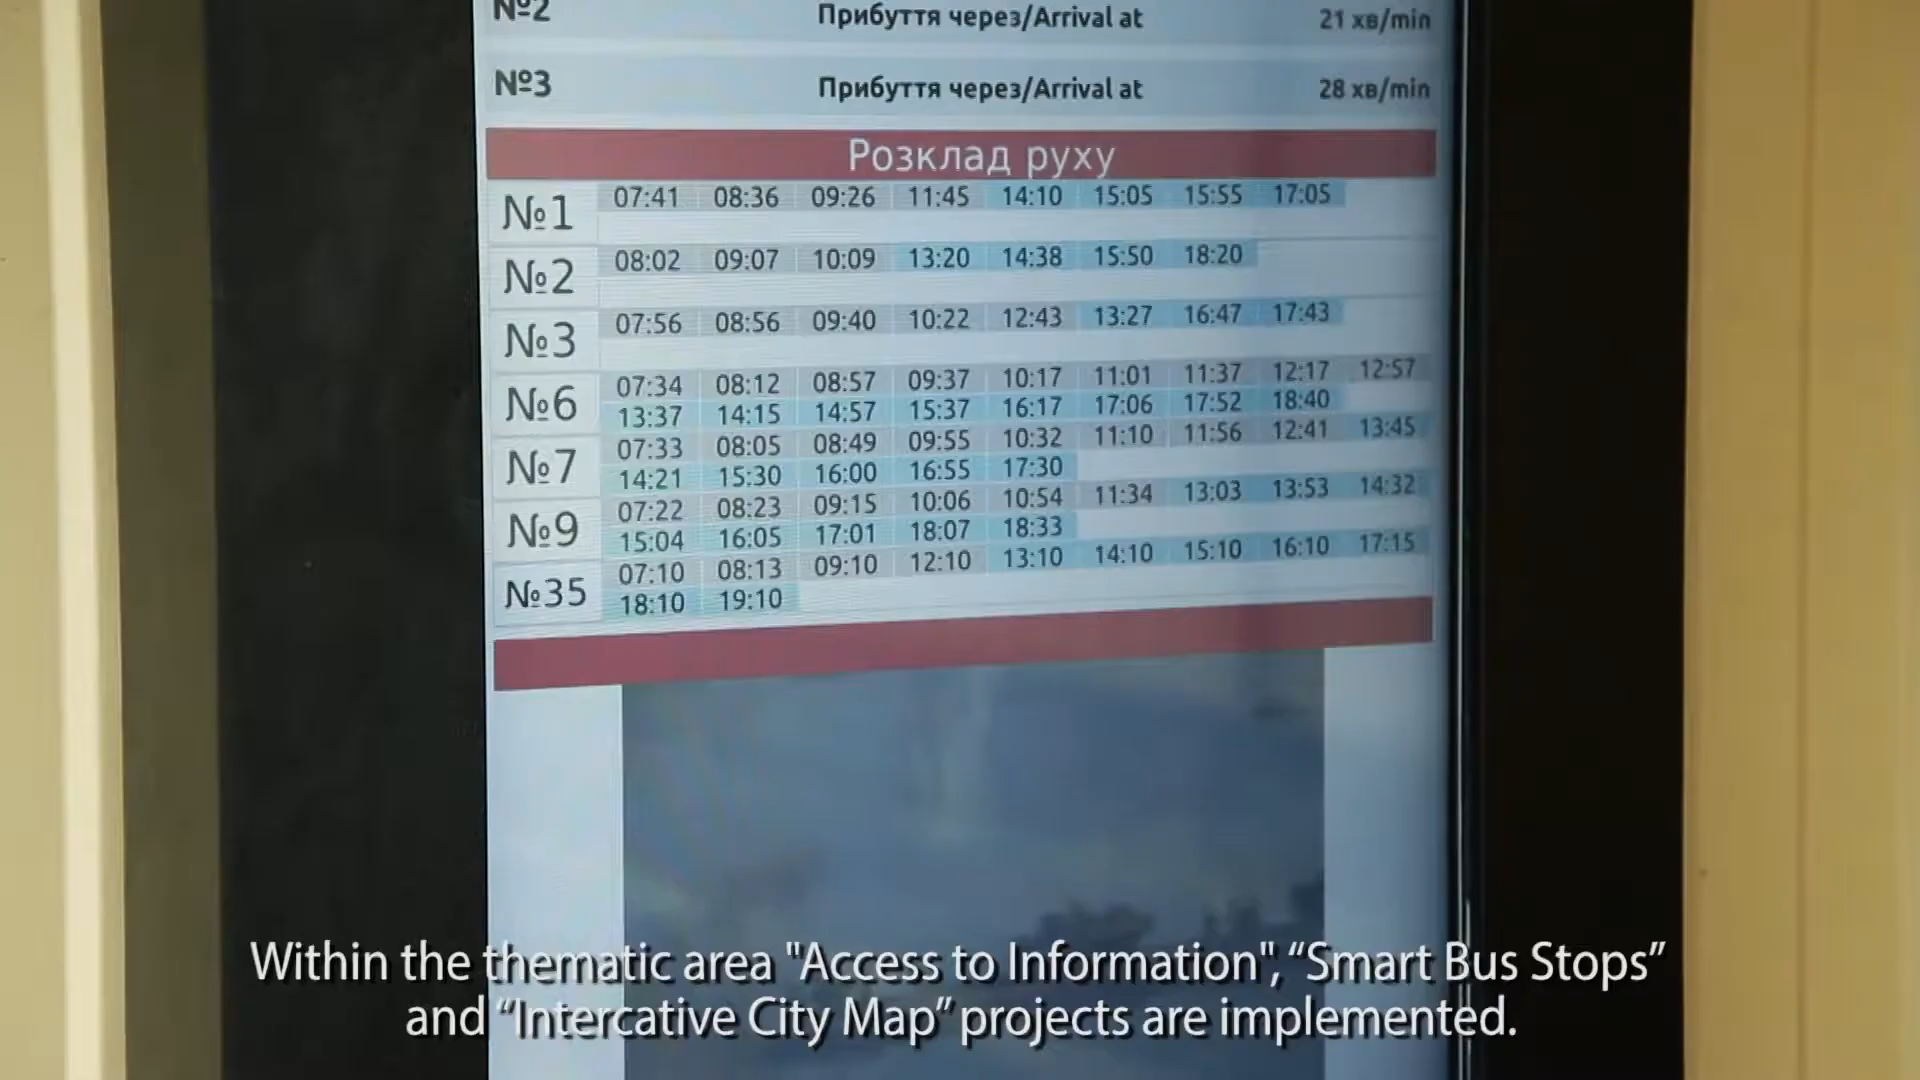 №2 Прибуття через/Arrival at 21 хв/min
№3 Прибуття через/Arrival at 28 хв/min
Розклад руху
№1 07:41 08:36 09:26 11:45 14:10 15:05 15:55 17:05
№2 08:02 09:07 10:09 13:20 14:38 15:50 18:20
№3 07:56 08:56 09:40 10:22 12:43 13:27 16:47 17:43
№6 07:34 08:12 08:57 09:37 10:17 11:01 11:37 12:17 12:57
13:37 14:15 14:57 15:37 16:17 17:06 17:52 18:40
№7 07:33 08:05 08:49 09:55 10:32 11:10 11:56 12:41 13:45
14:21 15:30 16:00 16:55 17:30
№9 07:22 08:23 09:15 10:06 10:54 11:34 13:03 13:53 14:32
15:04 16:05 17:01 18:07 18:33
№35 07:10 08:13 09:10 12:10 13:10 14:10 15:10 16:10 17:15
18:10 19:10
Within the thematic area "Access to Information", “Smart Bus Stops”
and “Intercative City Map” projects are implemented.